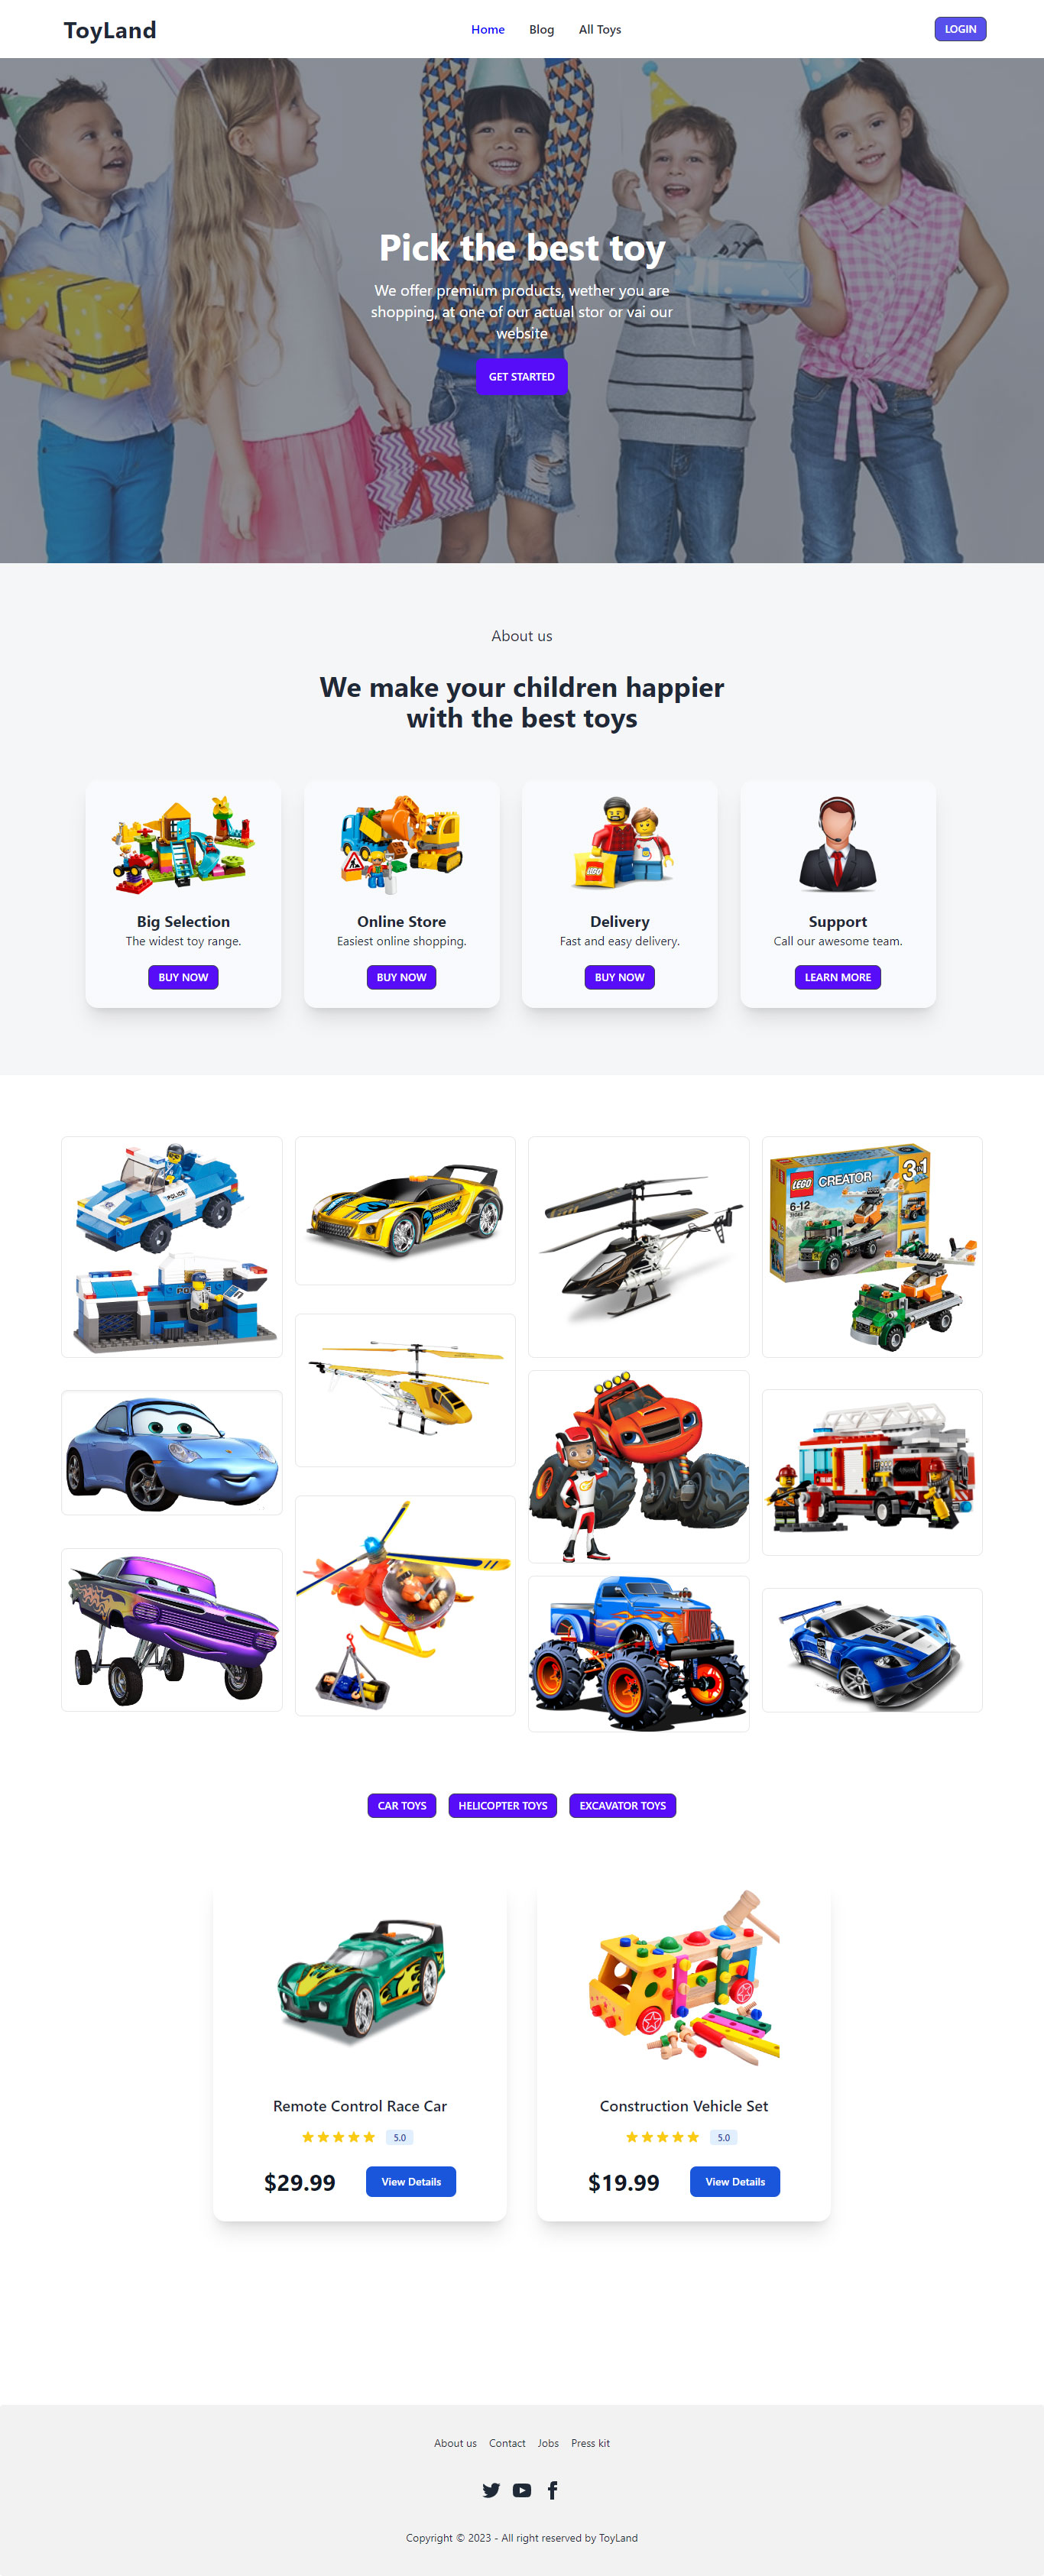 ToyLand
Home Blog All Toys
LOGIN
Pick the best toy
We offer premium products, wether you are
shopping, at one of our actual stor or vai our
website
GET STARTED
About us
We make your children happier
with the best toys
LEGO
Big Selection
The widest toy range.
BUY NOW
Online Store
Easiest online shopping.
BUY NOW
Delivery
Fast and easy delivery.
BUY NOW
Support
Call our awesome team.
LEARN MORE
POLICE
LEGO CREATOR
3in1
6-12
CAR TOYS
HELICOPTER TOYS
EXCAVATOR TOYS
Remote Control Race Car
5.0
$29.99
View Details
Construction Vehicle Set
5.0
$19.99
View Details
About us Contact Jobs Press kit
Copyright © 2023 - All right reserved by ToyLand